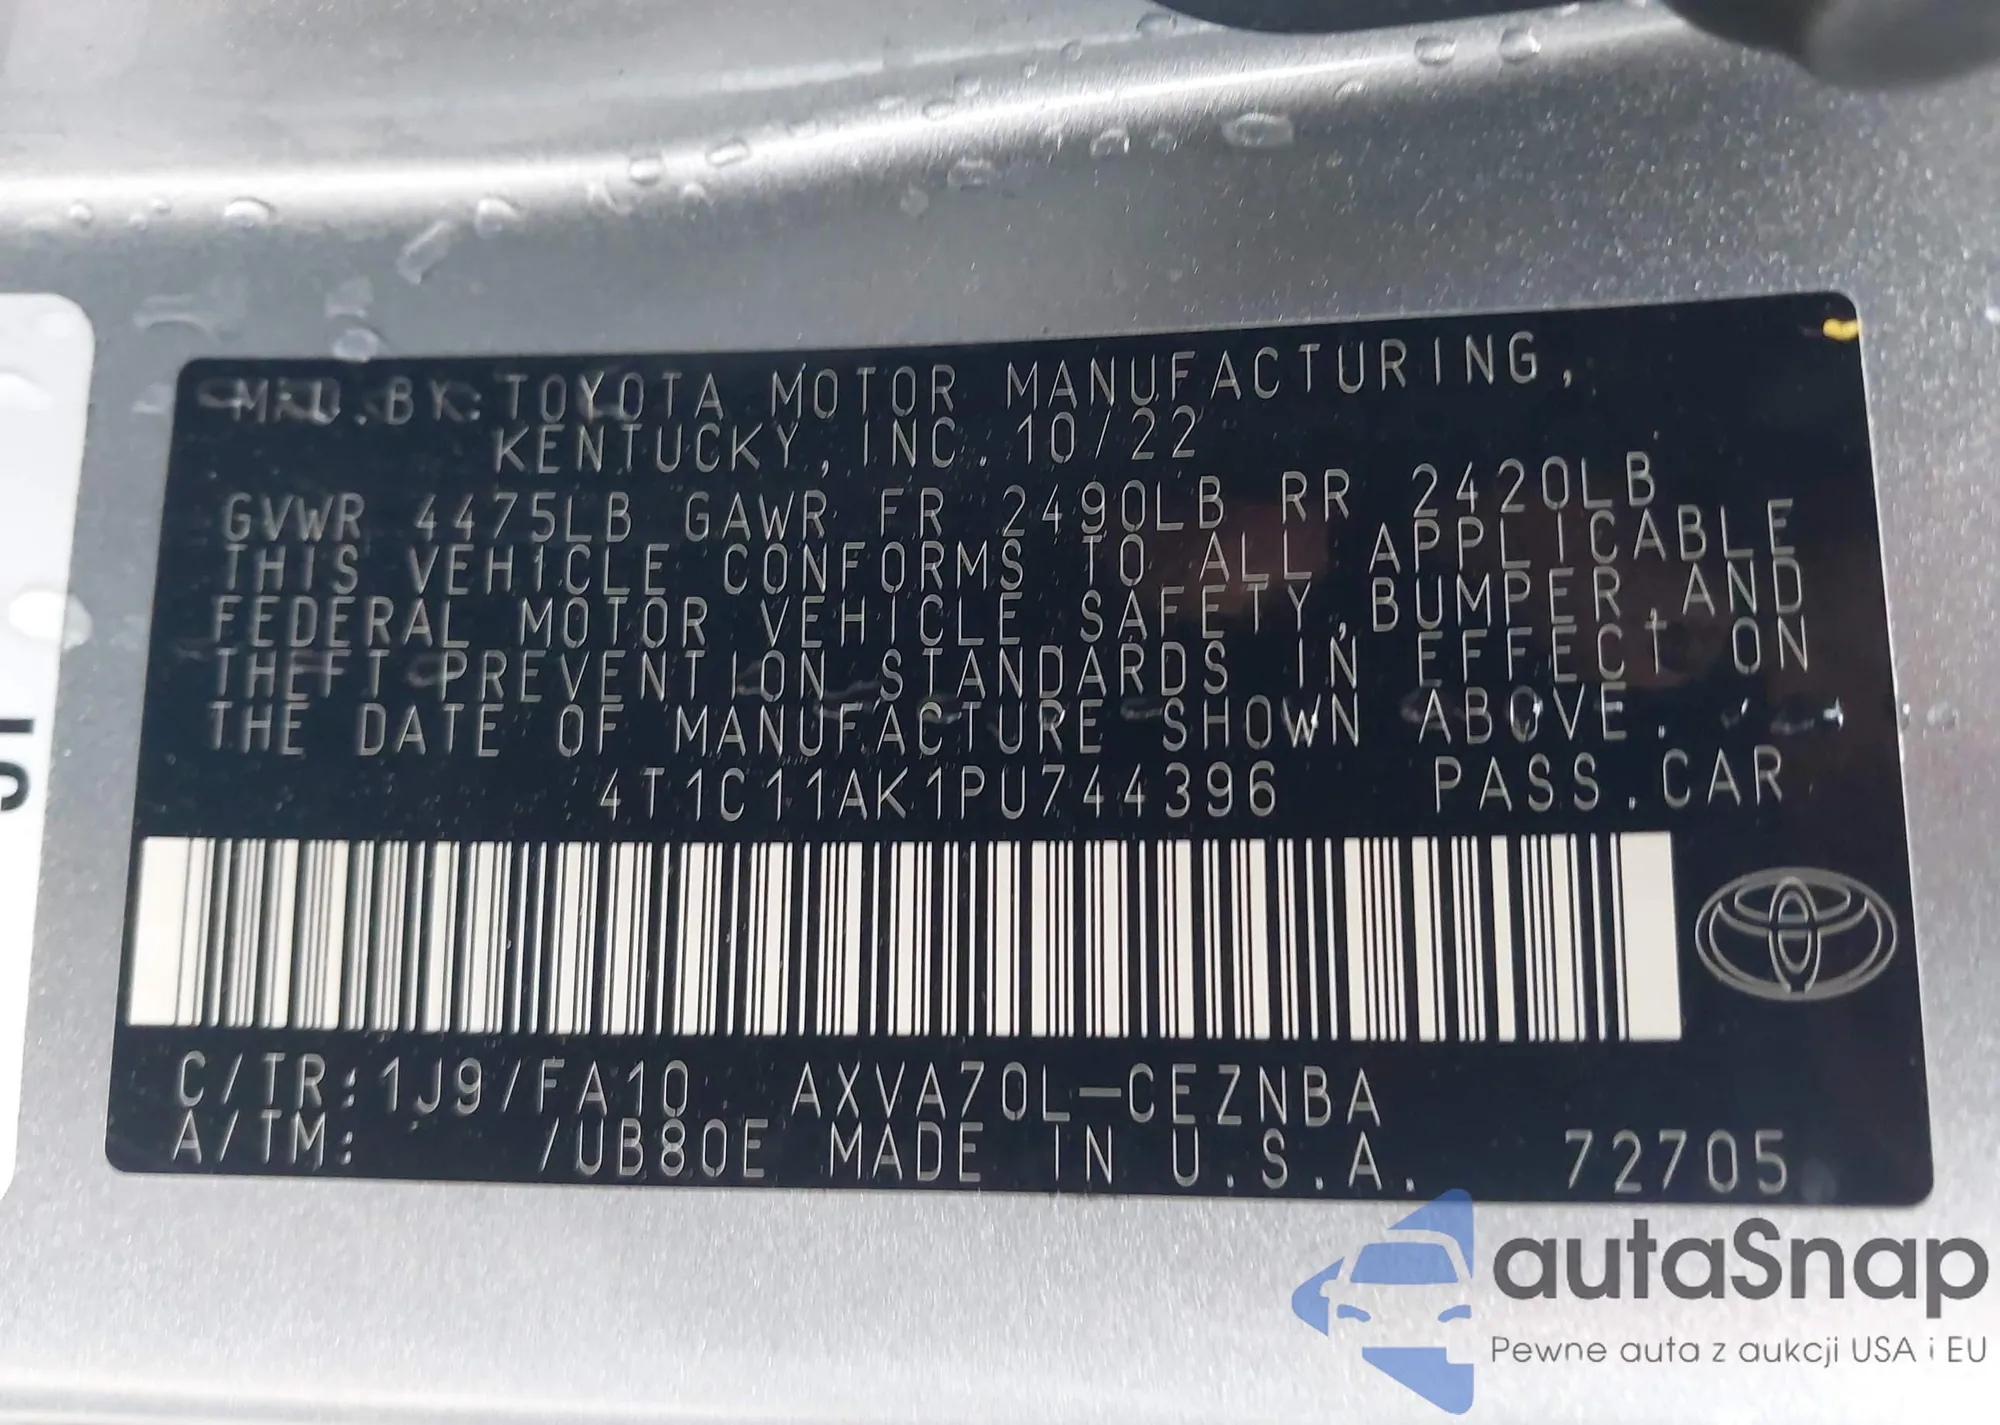 MFD. BY: TOYOTA MOTOR MANUFACTURING,
KENTUCKY, INC. 10/22
GVWR 4475LB GAWR FR 2490LB RR 2420LB
THIS VEHICLE CONFORMS TO ALL APPLICABLE
FEDERAL MOTOR VEHICLE SAFETY, BUMPER, AND
THEFT PREVENTION STANDARDS IN EFFECT ON
THE DATE OF MANUFACTURE SHOWN ABOVE.
4T1C11AK1PU744396 PASS. CAR
C/TR: 1J9/FA10 AXVA70L-CEZNBA
A/TM: /UB80E MADE IN U.S.A. 72705
autaSnap
Pewne auta z aukcji USA i EU